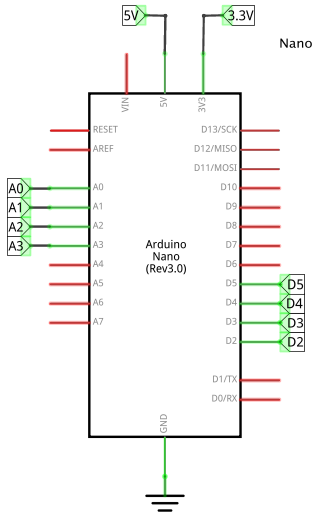 5V
3.3V
Nano
VIN
5V
3V3
RESET
D13/SCK
AREF
D12/MISO
D11/MOSI
A0
A0
D10
A1
A1
D9
A2
A2
D8
A3
A3
D7
Arduino
Nano
(Rev3.0)
A4
D6
A5
D5
D5
A6
D4
D4
A7
D3
D3
D2
D2
D1/TX
D0/RX
GND